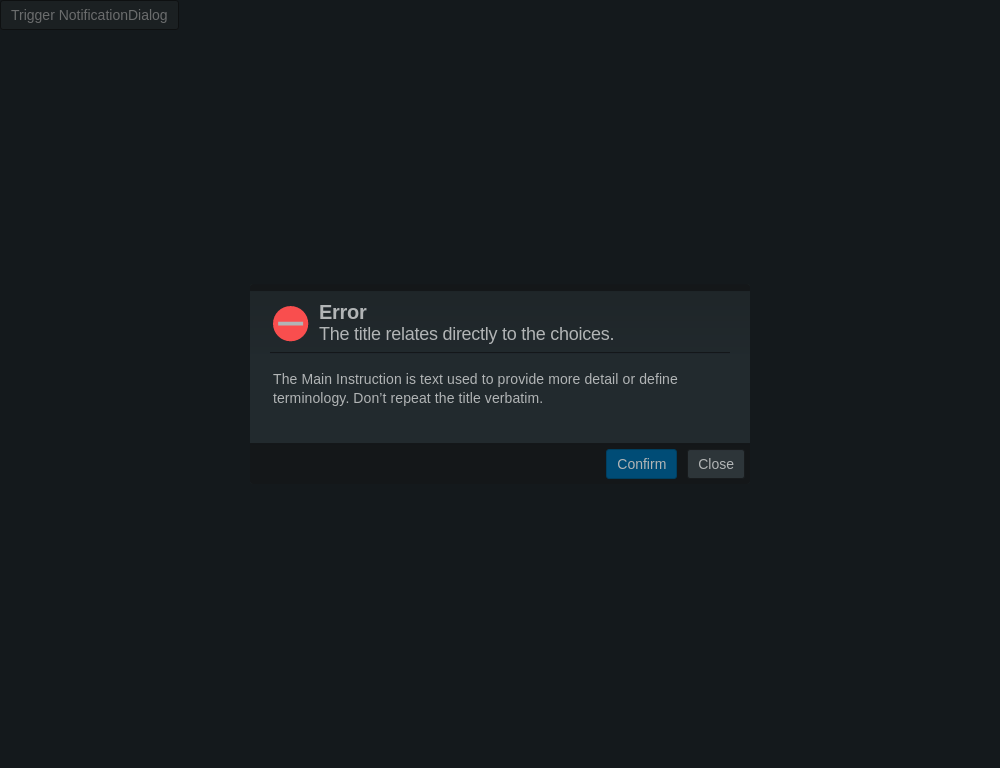 Trigger NotificationDialog
Error
The title relates directly to the choices.
The Main Instruction is text used to provide more detail or define
terminology. Don’t repeat the title verbatim.
Confirm
Close